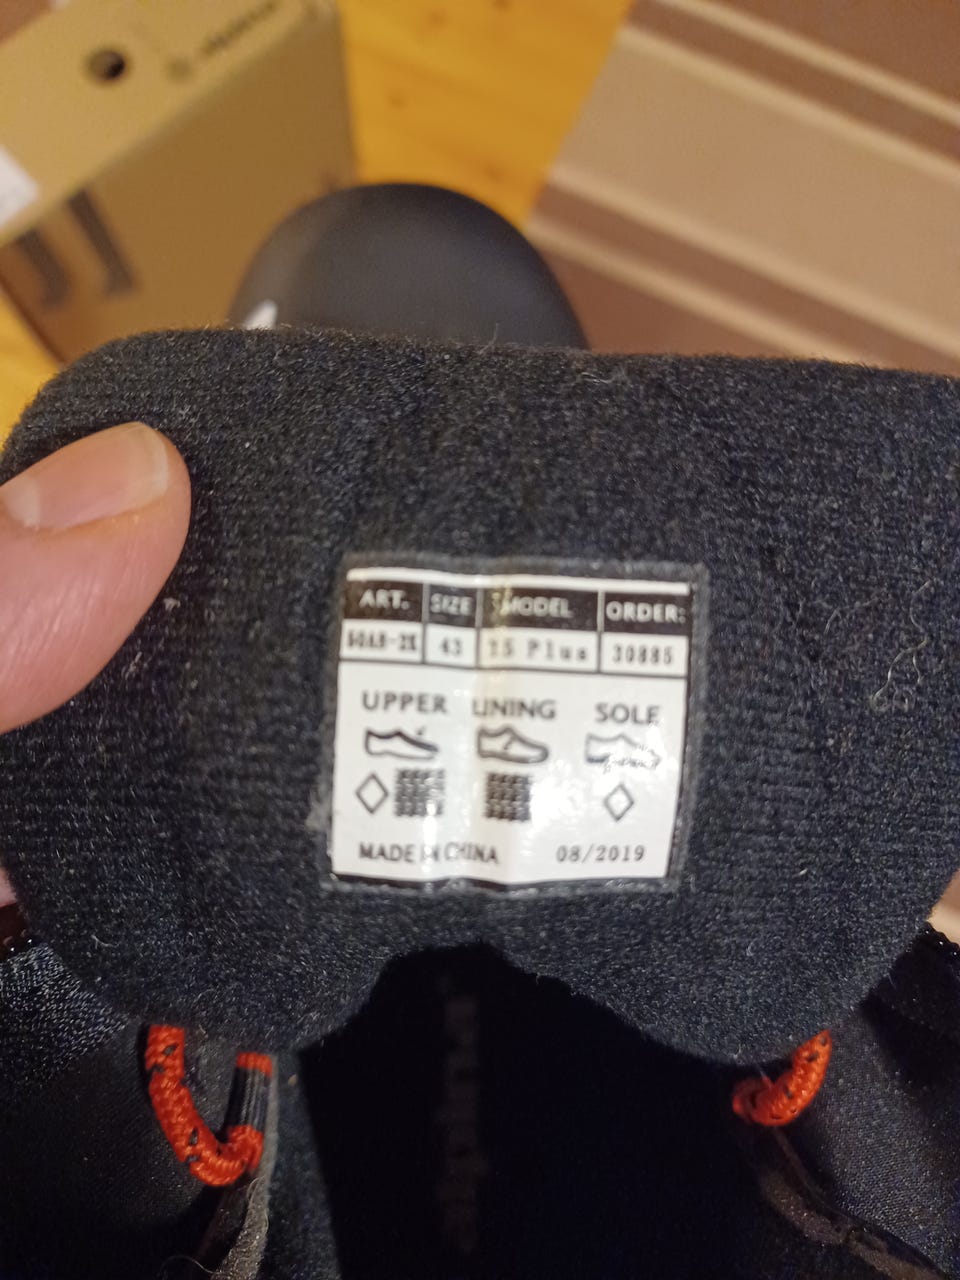 ART. SIZE MODEL ORDER:
43 T5 Plus 30885
UPPER LINING SOLE
MADE IN CHINA 08/2019